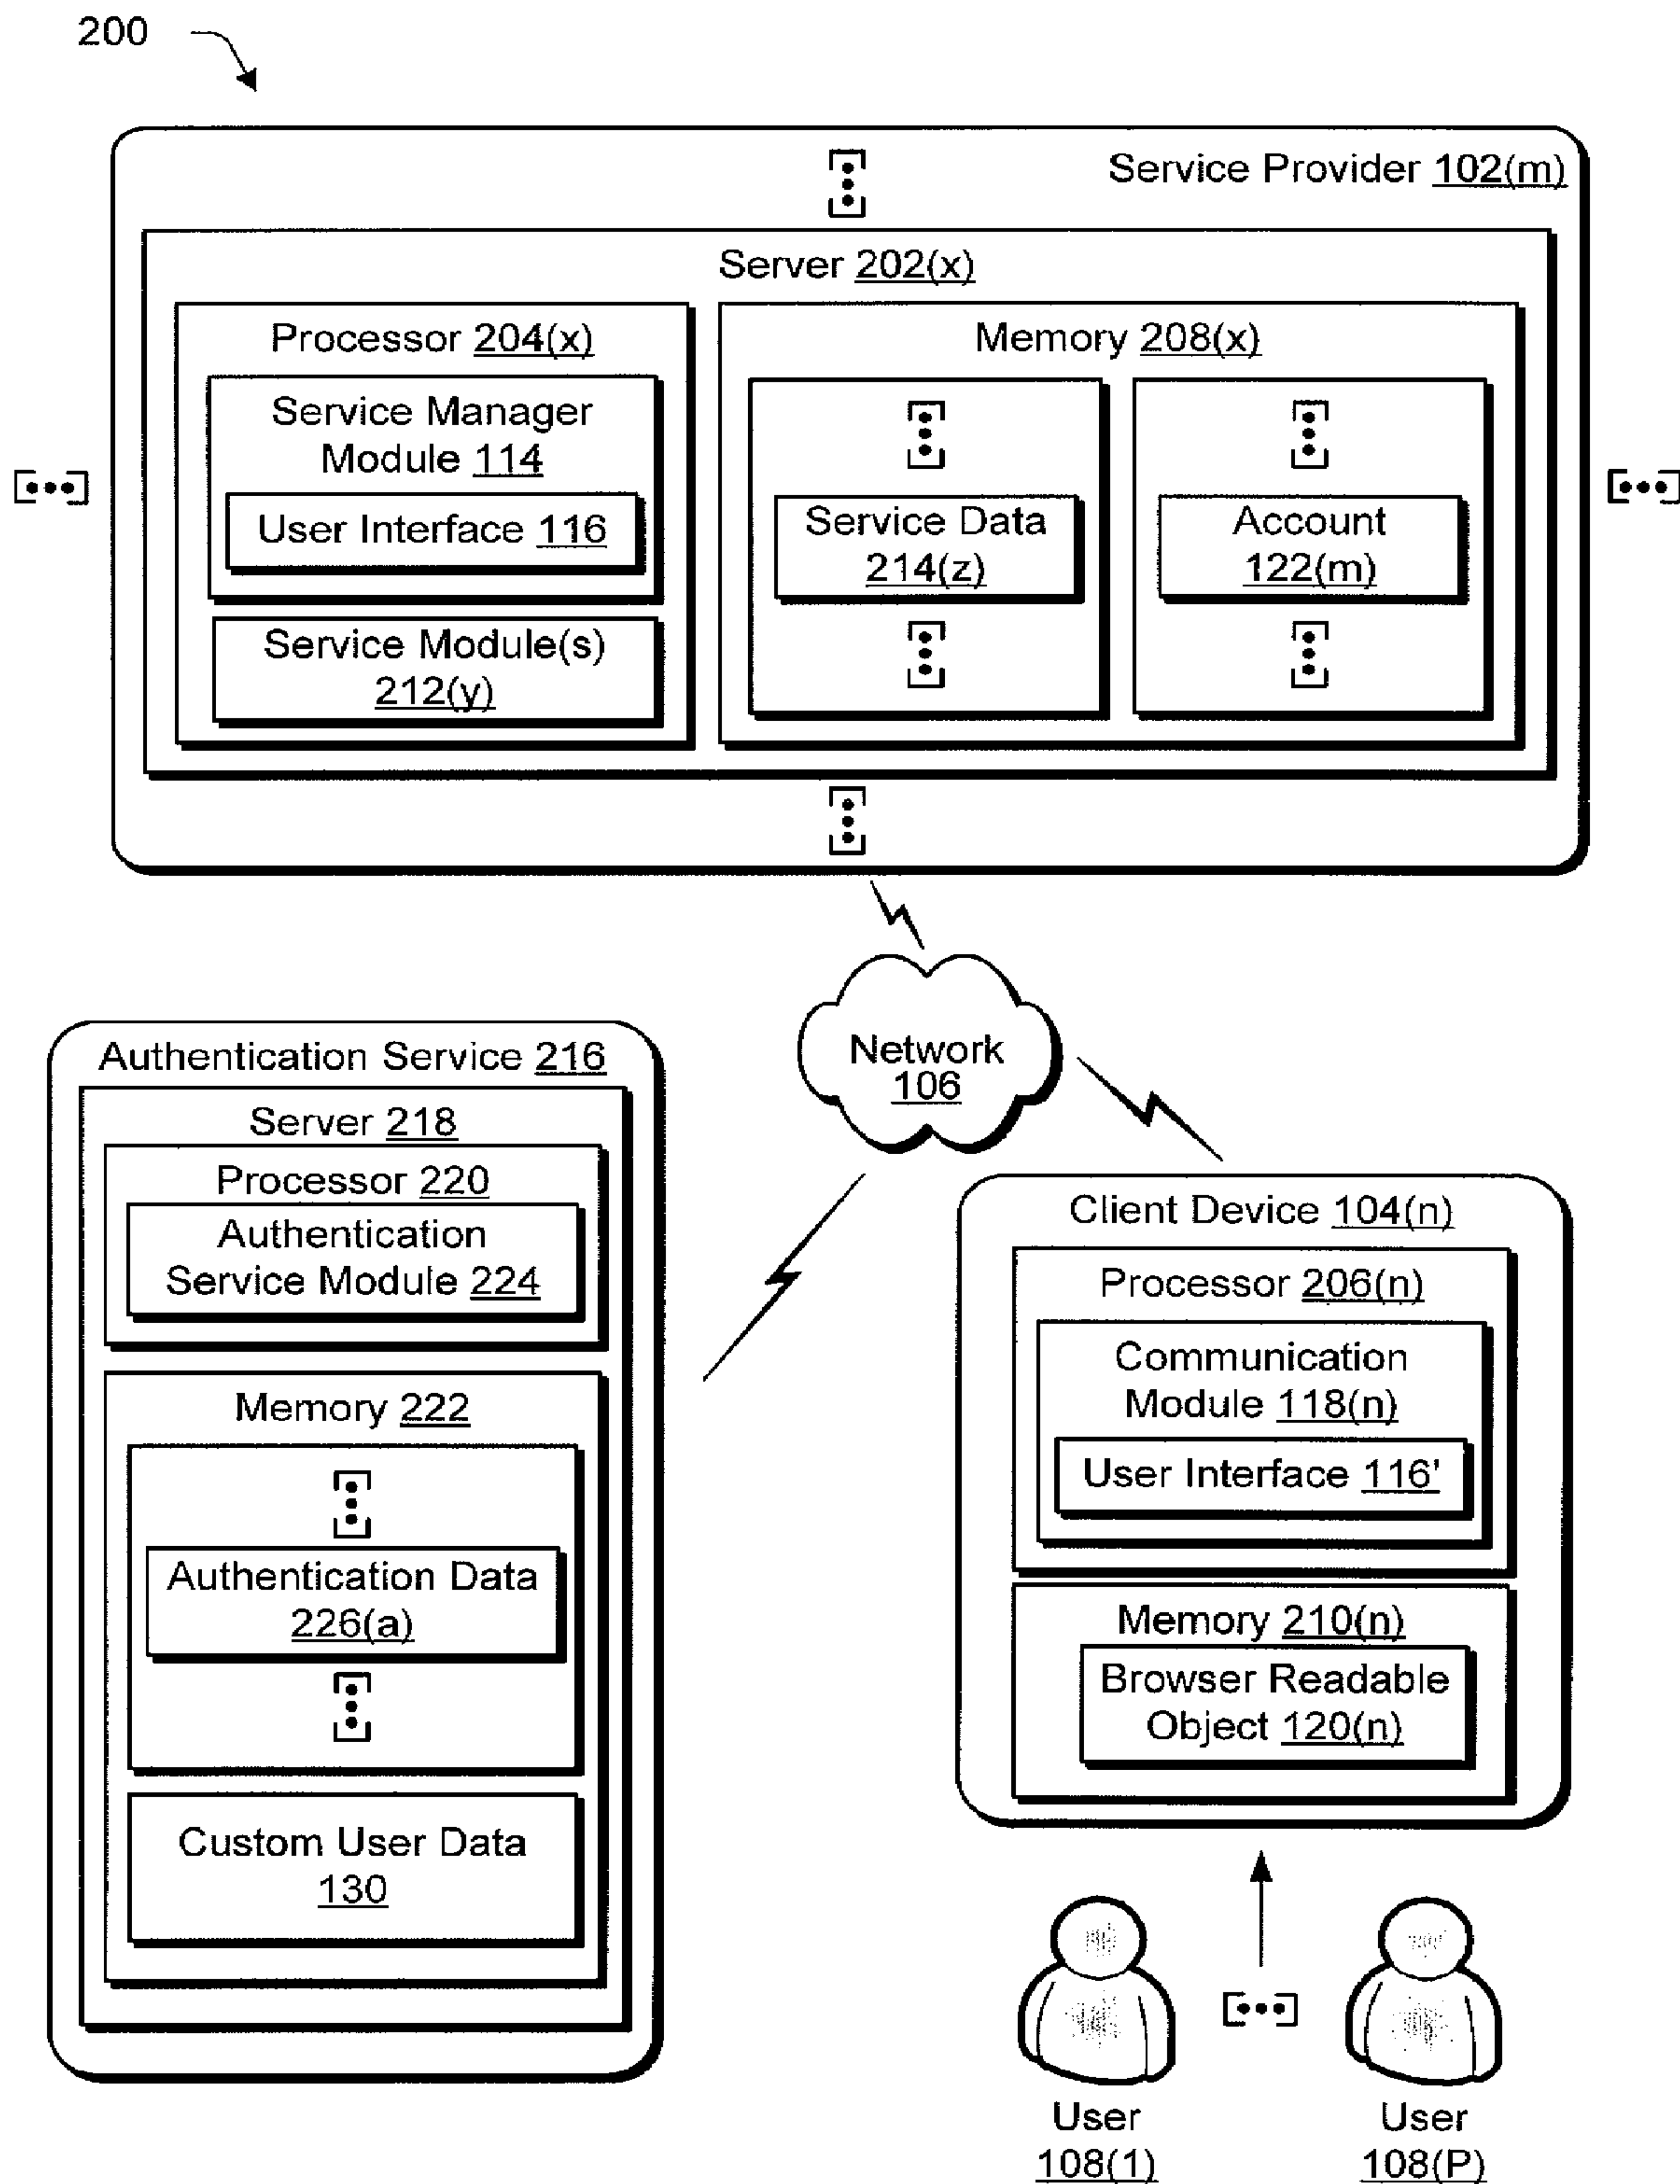 200
Service Provider 102(m)
Server 202(x)
Processor 204(x)
Service Manager
Module 114
User Interface 116
Service Module(s)
212(y)
Memory 208(x)
Service Data
214(z)
Account
122(m)
Network
106
Authentication Service 216
Server 218
Processor 220
Authentication
Service Module 224
Memory 222
Authentication Data
226(a)
Custom User Data
130
Client Device 104(n)
Processor 206(n)
Communication
Module 118(n)
User Interface 116'
Memory 210(n)
Browser Readable
Object 120(n)
User
108(1)
User
108(P)